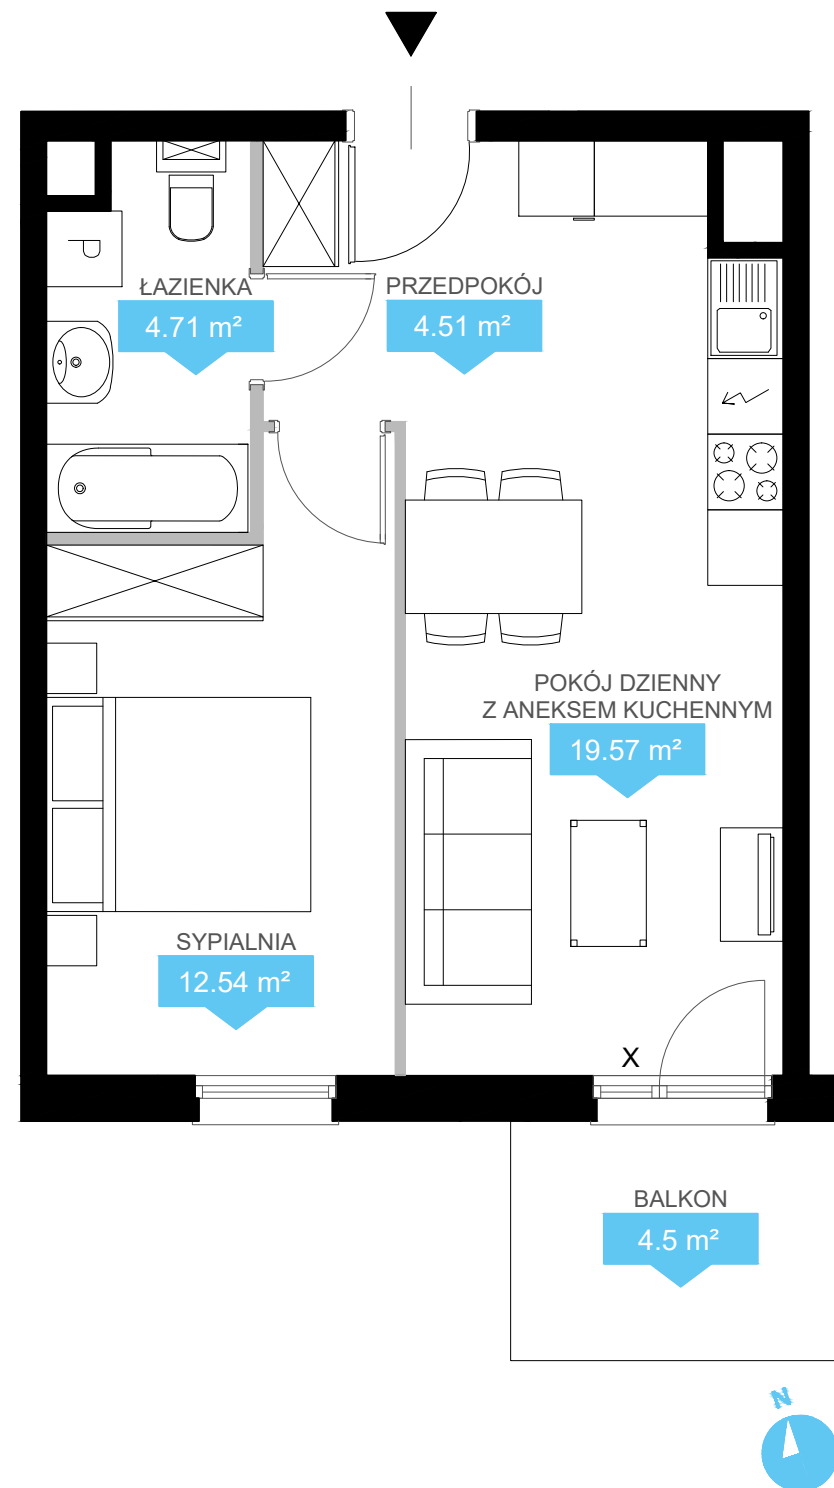 ŁAZIENKA
4.71 m²
PRZEDPOKÓJ
4.51 m²
P
POKÓJ DZIENNY
Z ANEKSEM KUCHENNYM
19.57 m²
SYPIALNIA
12.54 m²
X
BALKON
4.5 m²
N